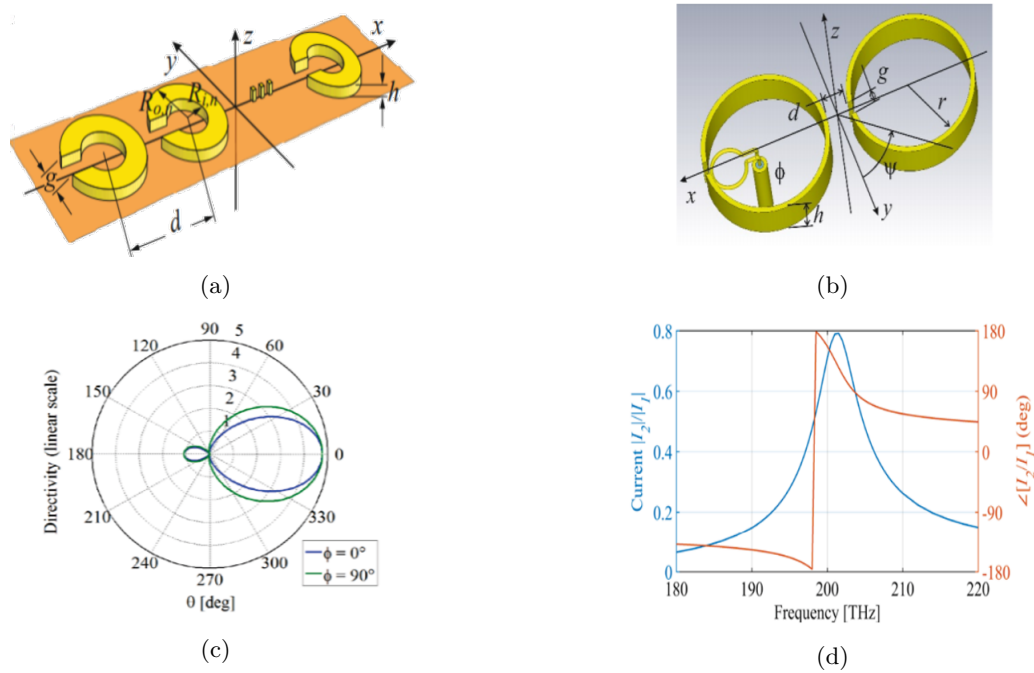 z
x
y
R_{o,n}
R_{i,n}
h
g
d
(a)
z
g
d
r
ϕ
ψ
x
h
y
(b)
90
5
120
4
60
3
150
2
30
1
180
0
210
330
240
300
270
Directivity (linear scale)
ϕ = 0°
ϕ = 90°
θ [deg]
(c)
0.8
0.6
0.4
0.2
0
180
90
0
-90
-180
180
190
200
210
220
Current |I_2|/|I_1|
∠[I_2/I_1] (deg)
Frequency [THz]
(d)